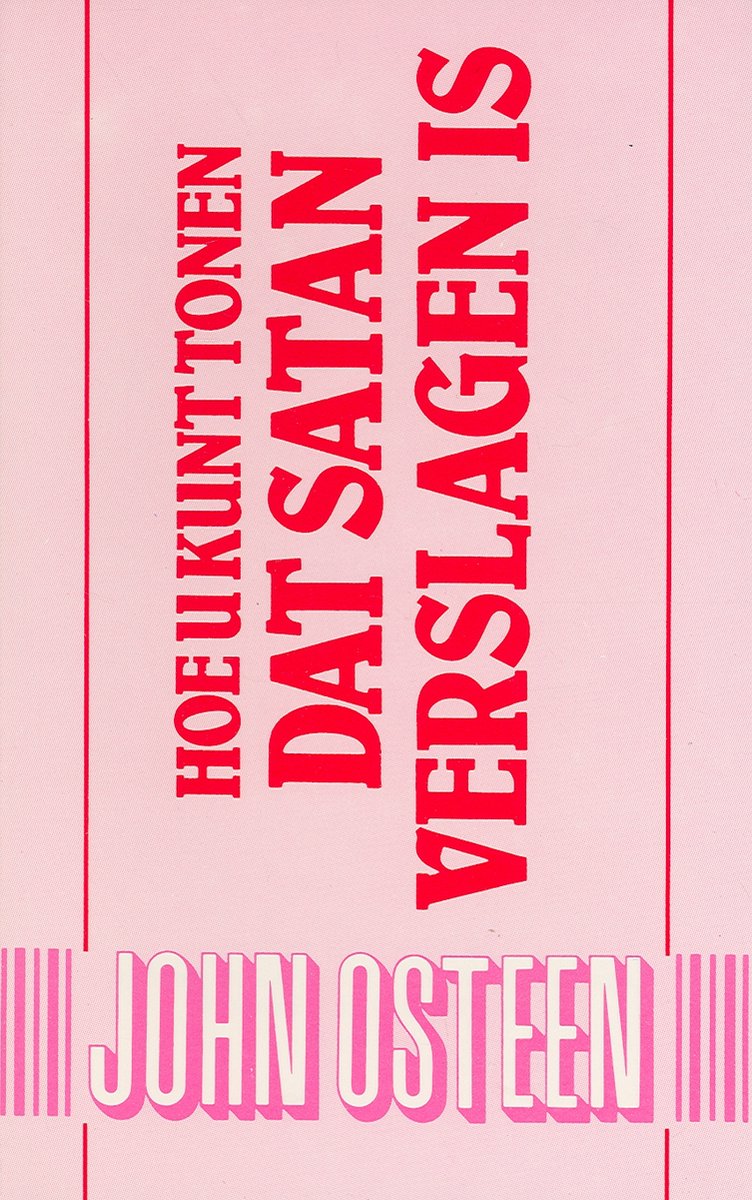 HOE U KUNT TONEN
DAT SATAN
VERSLAGEN IS
JOHN OSTEEN